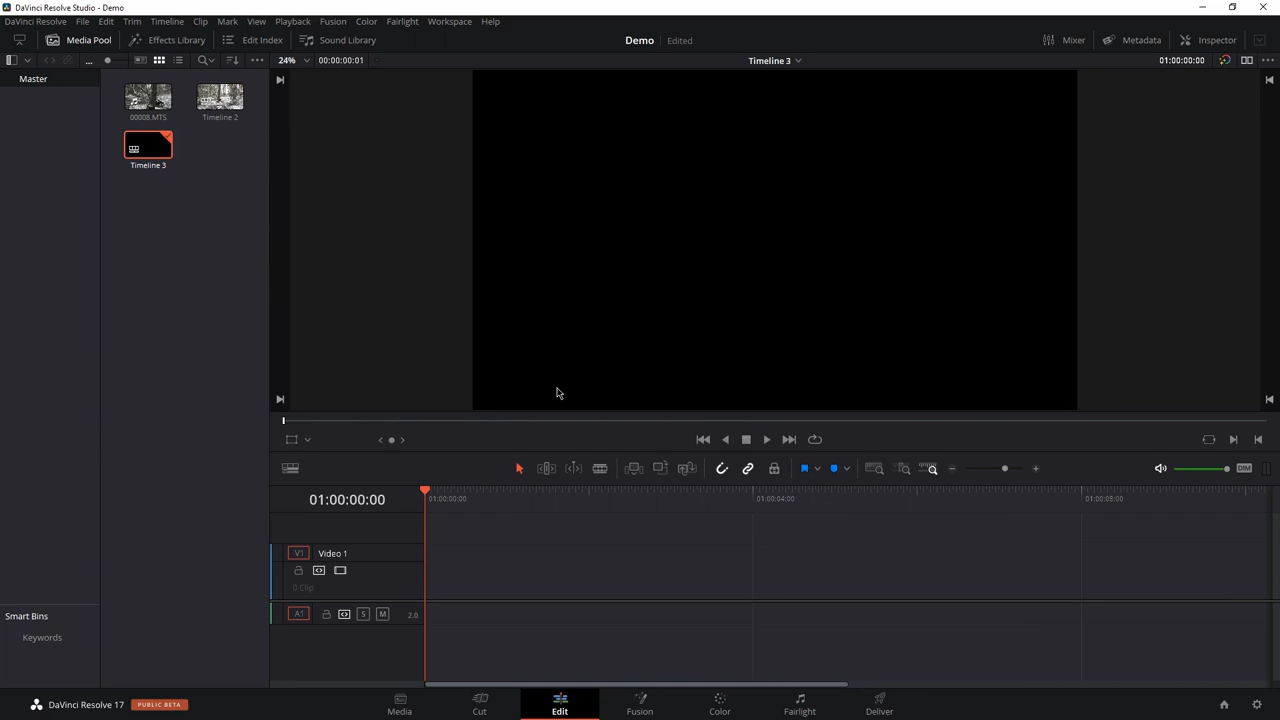 DaVinci Resolve Studio - Demo
DaVinci Resolve File Edit Trim Timeline Clip Mark View Playback Fusion Color Fairlight Workspace Help
Media Pool Effects Library Edit Index Sound Library Demo Edited Mixer Metadata Inspector
... 24% 00:00:00:01 Timeline 3 01:00:00:00
Master
00008.MTS Timeline 2
Timeline 3
DIM
01:00:00:00 01:00:00:00 01:00:04:00 01:00:08:00
V1 Video 1
0 Clip
A1 S M 2.0
Smart Bins
Keywords
DaVinci Resolve 17 PUBLIC BETA Media Cut Edit Fusion Color Fairlight Deliver